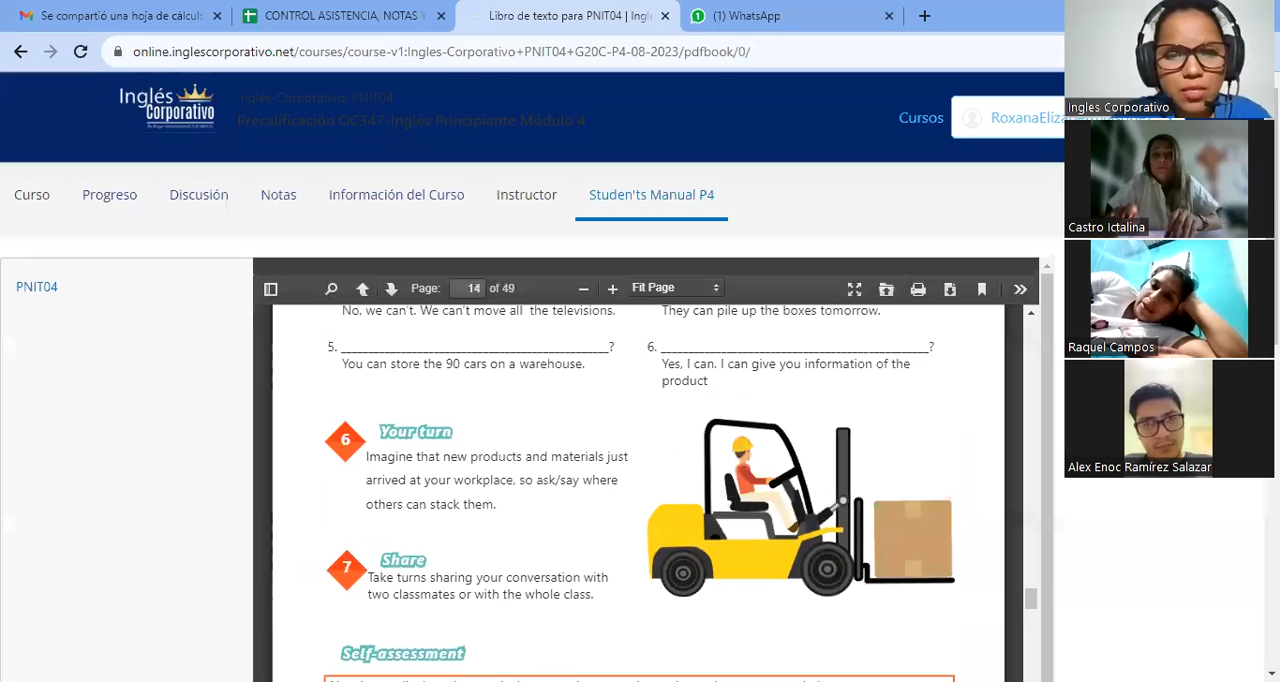 Se compartió una hoja de cálcul
CONTROL ASISTENCIA, NOTAS Y
Libro de texto para PNIT04 | Ingl
(1) WhatsApp
online.inglescorporativo.net/courses/course-v1:Ingles-Corporativo+PNIT04+G20C-P4-08-2023/pdfbook/0/
Inglés
Corporativo
Ingles-Corporativo: PNIT04
Precalificación OC347-Inglés Principiante Módulo 4
Cursos
RoxanaEliza
Curso
Progreso
Discusión
Notas
Información del Curso
Instructor
Studen'ts Manual P4
PNIT04
Page: 14 of 49
Fit Page
No, we can't. We can't move all the televisions.
They can pile up the boxes tomorrow.
5. ________________________________________?
You can store the 90 cars on a warehouse.
6. ________________________________________?
Yes, I can. I can give you information of the
product
6
Your turn
Imagine that new products and materials just
arrived at your workplace, so ask/say where
others can stack them.
7
Share
Take turns sharing your conversation with
two classmates or with the whole class.
Self-assessment
Ingles Corporativo
Castro Ictalina
Raquel Campos
Alex Enoc Ramírez Salazar